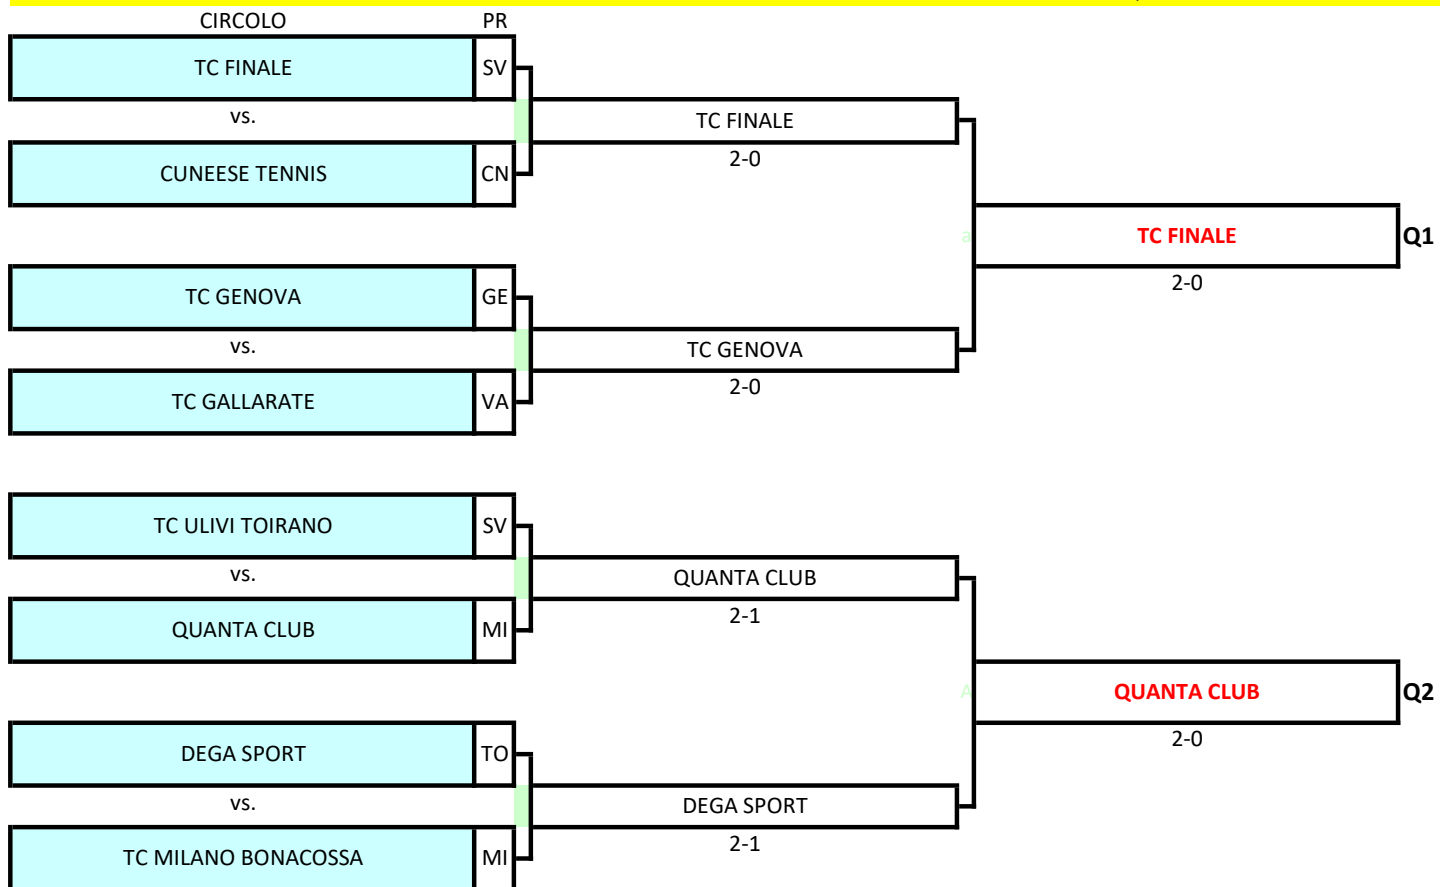 CIRCOLO PR
TC FINALE SV
vs.
TC FINALE
2-0
CUNEESE TENNIS CN
TC FINALE Q1
2-0
TC GENOVA GE
vs.
TC GENOVA
2-0
TC GALLARATE VA
TC ULIVI TOIRANO SV
vs.
QUANTA CLUB
2-1
QUANTA CLUB MI
QUANTA CLUB Q2
2-0
DEGA SPORT TO
vs.
DEGA SPORT
2-1
TC MILANO BONACOSSA MI